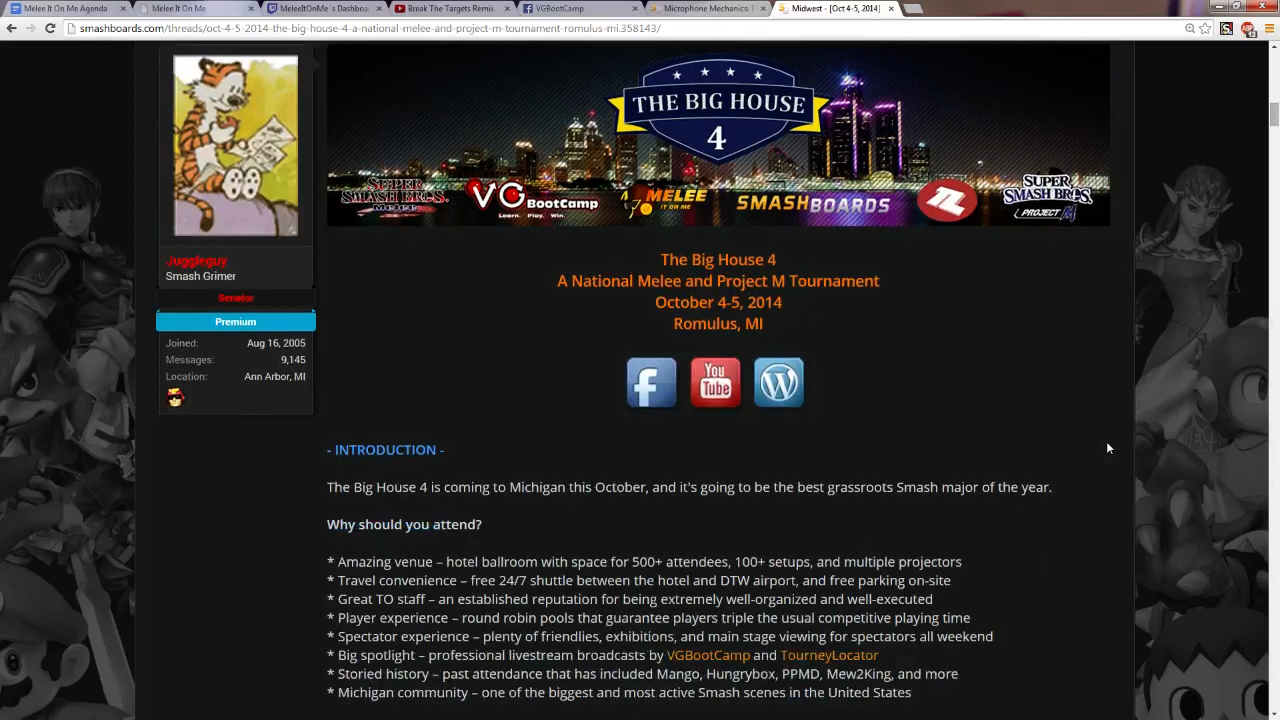 Melee It On Me Agenda
Melee It On Me
MeleeItOnMe's Dashboa
Break The Targets Remix
VGBootCamp
Microphone Mechanics
Midwest - [Oct 4-5, 2014]
smashboards.com/threads/oct-4-5-2014-the-big-house-4-a-national-melee-and-project-m-tournament-romulus-mi.358143/
THE BIG HOUSE
4
SUPER
SMASH BROS.
Melee
VG BootCamp
Learn. Play. Win.
MELEE
IT ON ME
SMASHBOARDS
TL
SUPER
SMASH BROS.
PROJECT M
Juggleguy
Smash Grimer
Senator
Premium
Joined: Aug 16, 2005
Messages: 9,145
Location: Ann Arbor, MI
The Big House 4
A National Melee and Project M Tournament
October 4-5, 2014
Romulus, MI
f
You
Tube
W
- INTRODUCTION -
The Big House 4 is coming to Michigan this October, and it's going to be the best grassroots Smash major of the year.
Why should you attend?
* Amazing venue – hotel ballroom with space for 500+ attendees, 100+ setups, and multiple projectors
* Travel convenience – free 24/7 shuttle between the hotel and DTW airport, and free parking on-site
* Great TO staff – an established reputation for being extremely well-organized and well-executed
* Player experience – round robin pools that guarantee players triple the usual competitive playing time
* Spectator experience – plenty of friendlies, exhibitions, and main stage viewing for spectators all weekend
* Big spotlight – professional livestream broadcasts by VGBootCamp and TourneyLocator
* Storied history – past attendance that has included Mango, Hungrybox, PPMD, Mew2King, and more
* Michigan community – one of the biggest and most active Smash scenes in the United States